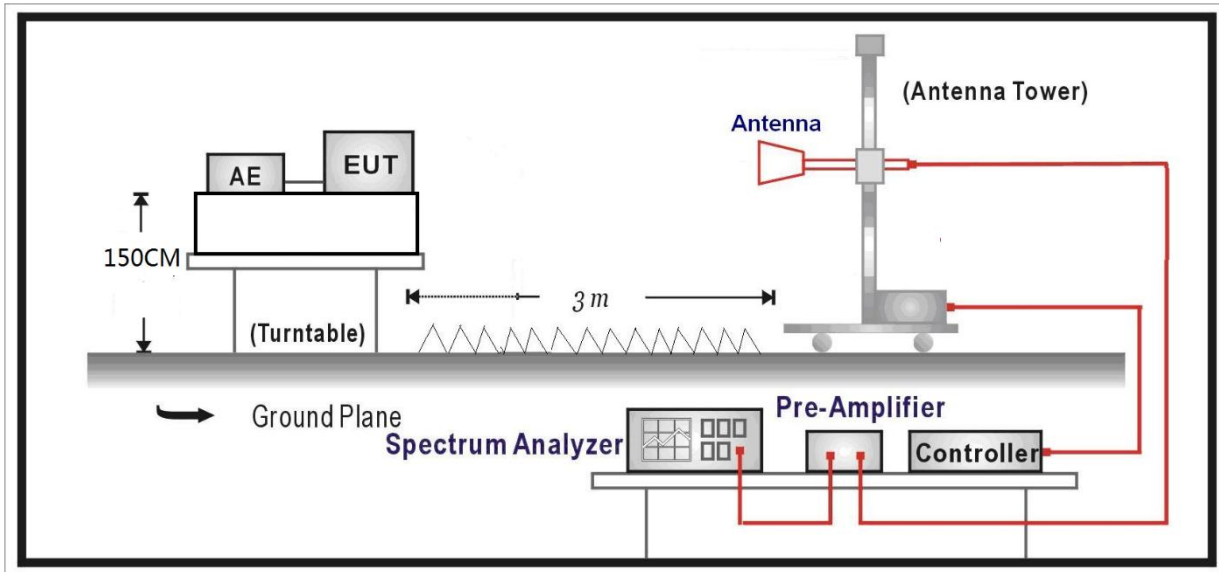 (Antenna Tower)
Antenna
AE
EUT
150CM
3 m
(Turntable)
Ground Plane
Pre-Amplifier
Spectrum Analyzer
Controller